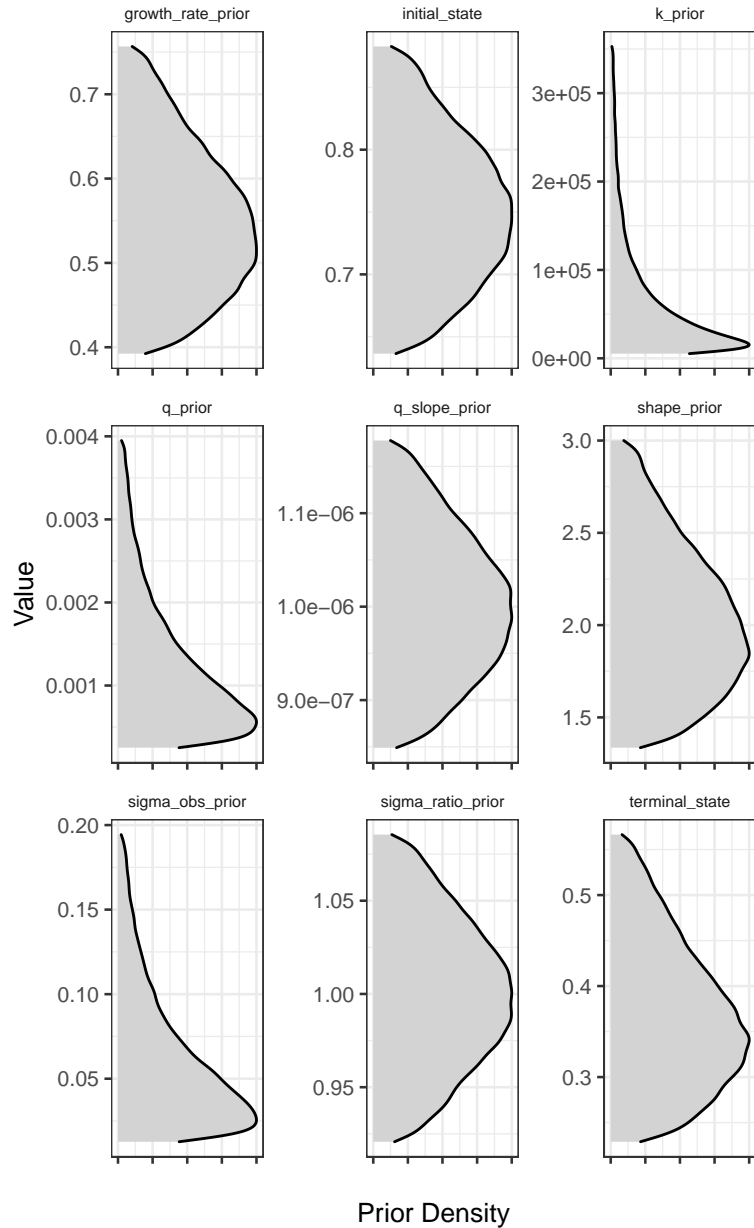 growth_rate_prior
initial_state
k_prior
0.7
0.6
0.5
0.4
0.8
0.7
3e+05
2e+05
1e+05
0e+00
q_prior
q_slope_prior
shape_prior
0.004
0.003
0.002
0.001
1.1e−06
1.0e−06
9.0e−07
3.0
2.5
2.0
1.5
Value
sigma_obs_prior
sigma_ratio_prior
terminal_state
0.20
0.15
0.10
0.05
1.05
1.00
0.95
0.5
0.4
0.3
Prior Density